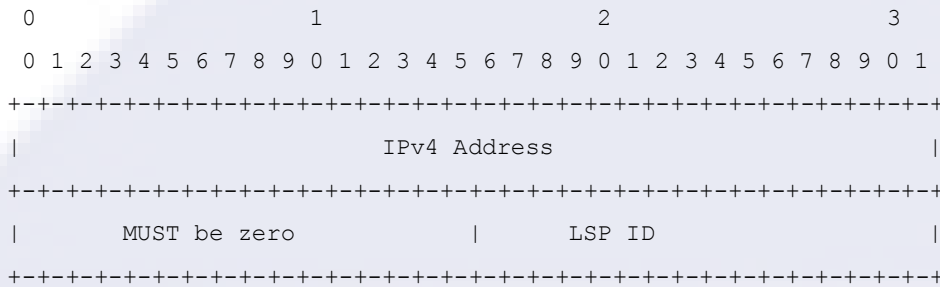 0                   1                   2                   3
 0 1 2 3 4 5 6 7 8 9 0 1 2 3 4 5 6 7 8 9 0 1 2 3 4 5 6 7 8 9 0 1
+-+-+-+-+-+-+-+-+-+-+-+-+-+-+-+-+-+-+-+-+-+-+-+-+-+-+-+-+-+-+-+-+
|                         IPv4 Address                          |
+-+-+-+-+-+-+-+-+-+-+-+-+-+-+-+-+-+-+-+-+-+-+-+-+-+-+-+-+-+-+-+-+
|       MUST be zero            |      LSP ID                   |
+-+-+-+-+-+-+-+-+-+-+-+-+-+-+-+-+-+-+-+-+-+-+-+-+-+-+-+-+-+-+-+-+